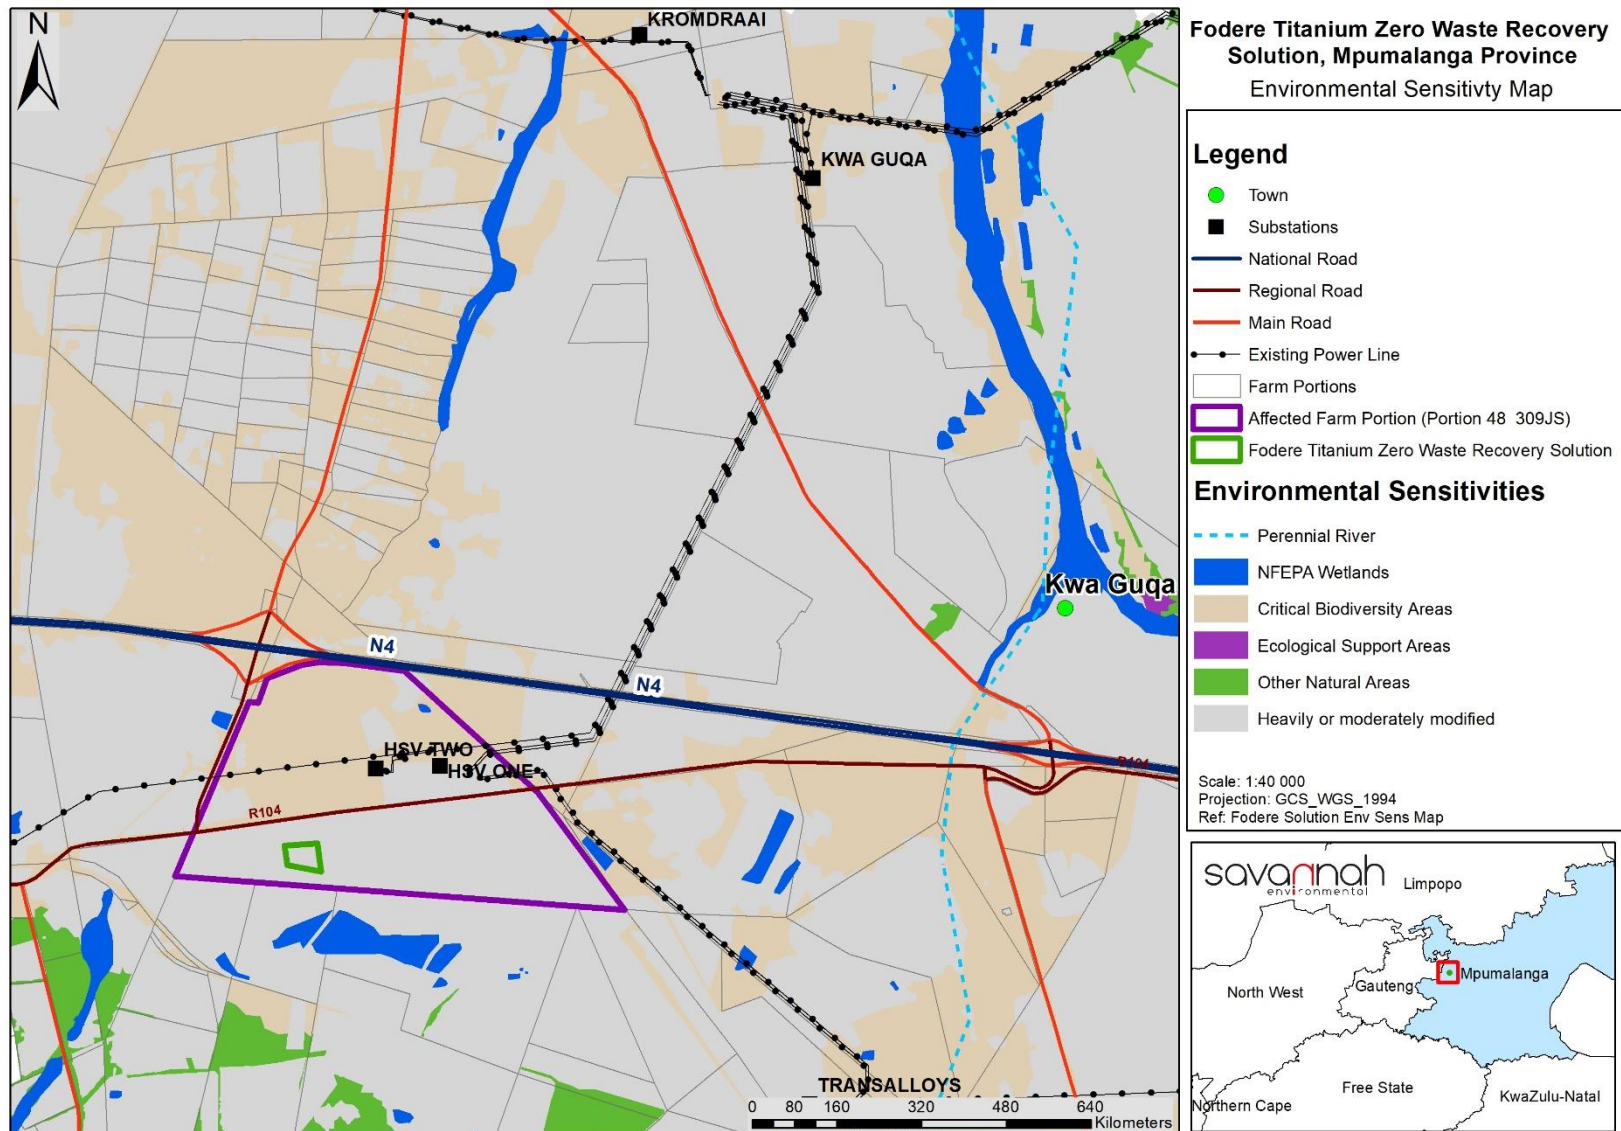 N
KROMDRAAI
KWA GUQA
Kwa Guqa
N4
N4
HSV TWO
HSV ONE
R104
TRANSALLOYS
0 80 160 320 480 640
Kilometers
Fodere Titanium Zero Waste Recovery
Solution, Mpumalanga Province
Environmental Sensitivty Map
Legend
Town
Substations
National Road
Regional Road
Main Road
Existing Power Line
Farm Portions
Affected Farm Portion (Portion 48 309JS)
Fodere Titanium Zero Waste Recovery Solution
Environmental Sensitivities
Perennial River
NFEPA Wetlands
Critical Biodiversity Areas
Ecological Support Areas
Other Natural Areas
Heavily or moderately modified
Scale: 1:40 000
Projection: GCS_WGS_1994
Ref: Fodere Solution Env Sens Map
savannah
environmental
Limpopo
Mpumalanga
Gauteng
North West
Free State
KwaZulu-Natal
Northern Cape